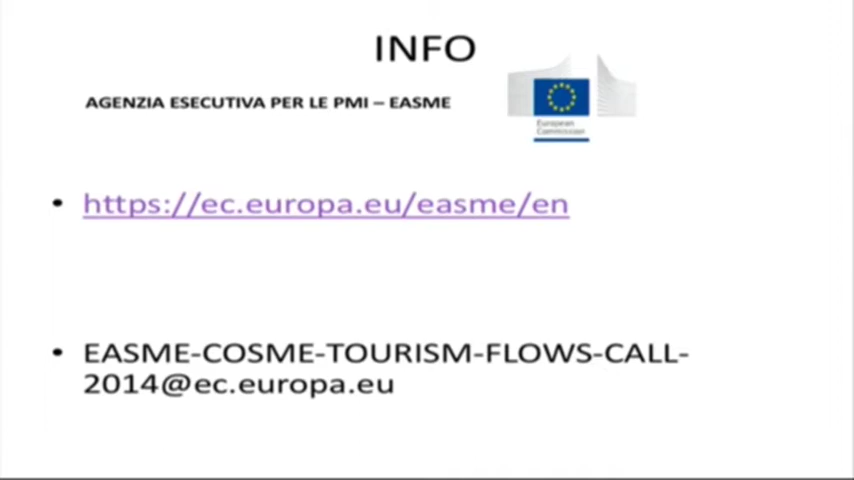 INFO
AGENZIA ESECUTIVA PER LE PMI – EASME
European
Commission
• https://ec.europa.eu/easme/en
• EASME-COSME-TOURISM-FLOWS-CALL-
2014@ec.europa.eu